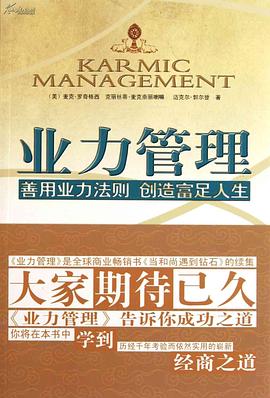 KARMIC
MANAGEMENT
(美)麦克·罗奇格西 克丽丝蒂·麦克奈丽喇嘛 迈克尔·郭尔登 著
业力管理
善用业力法则 创造富足人生
《业力管理》是全球商业畅销书《当和尚遇到钻石》的续集
大家期待已久
《业力管理》告诉你成功之道
你将在本书中 学到 历经千年考验而依然实用的崭新
经商之道